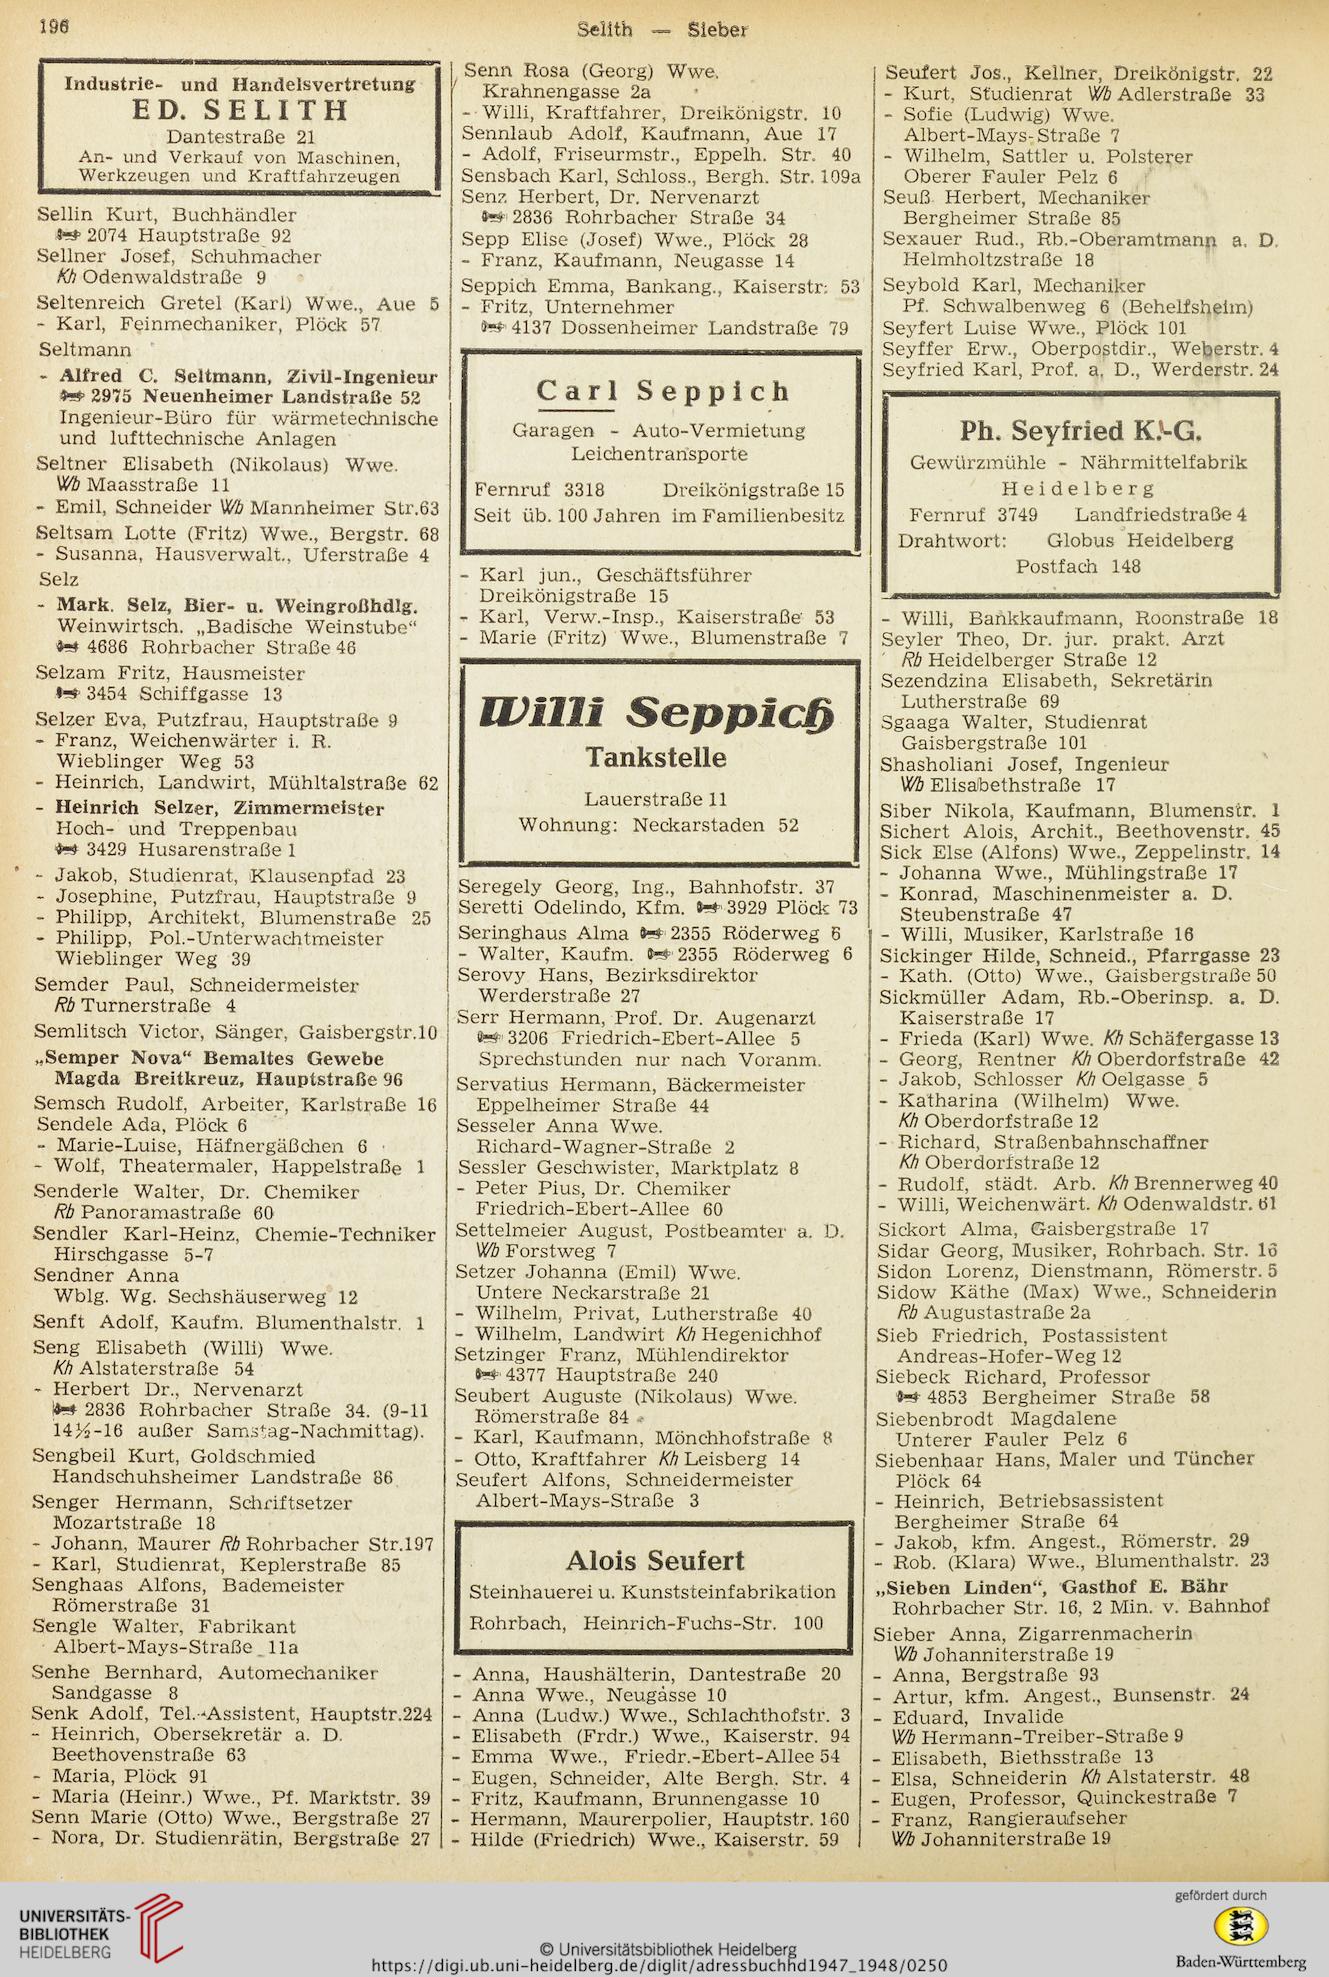 196
Selith — Sieber
Industrie- und Handelsvertretung
ED. SELITH
Dantestraße 21
An- und Verkauf von Maschinen,
Werkzeugen und Kraftfahrzeugen
Sellin Kurt, Buchhändler
2074 Hauptstraße 92
Sellner Josef, Schuhmacher
Kh Odenwaldstraße 9
Seltenreich Gretel (Karl) Wwe., Aue 5
- Karl, Feinmechaniker, Plöck 57
Seltmann
- Alfred C. Seltmann, Zivil-Ingenieur
2975 Neuenheimer Landstraße 52
Ingenieur-Büro für wärmetechnische
und lufttechnische Anlagen
Seltner Elisabeth (Nikolaus) Wwe.
Wb Maasstraße 11
- Emil, Schneider Wb Mannheimer Str.63
Seltsam Lotte (Fritz) Wwe., Bergstr. 68
- Susanna, Hausverwalt., Uferstraße 4
Selz
- Mark. Selz, Bier- u. Weingroßhdlg.
Weinwirtsch. „Badische Weinstube“
4686 Rohrbacher Straße 46
Selzam Fritz, Hausmeister
3454 Schiffgasse 13
Selzer Eva, Putzfrau, Hauptstraße 9
- Franz, Weichenwärter i. R.
Wieblinger Weg 53
- Heinrich, Landwirt, Mühltalstraße 62
- Heinrich Selzer, Zimmermeister
Hoch- und Treppenbau
3429 Husarenstraße 1
- Jakob, Studienrat, Klausenpfad 23
- Josephine, Putzfrau, Hauptstraße 9
- Philipp, Architekt, Blumenstraße 25
- Philipp, Pol.-Unterwachtmeister
Wieblinger Weg 39
Semder Paul, Schneidermeister
Rb Turnerstraße 4
Semlitsch Victor, Sänger, Gaisbergstr.10
„Semper Nova“ Bemaltes Gewebe
Magda Breitkreuz, Hauptstraße 96
Semsch Rudolf, Arbeiter, Karlstraße 16
Sendele Ada, Plöck 6
- Marie-Luise, Häfnergäßchen 6
- Wolf, Theatermaler, Happelstraße 1
Senderle Walter, Dr. Chemiker
Rb Panoramastraße 60
Sendler Karl-Heinz, Chemie-Techniker
Hirschgasse 5-7
Sendner Anna
Wblg. Wg. Sechshäuserweg 12
Senft Adolf, Kaufm. Blumenthalstr. 1
Seng Elisabeth (Willi) Wwe.
Kh Alstaterstraße 54
- Herbert Dr., Nervenarzt
2836 Rohrbacher Straße 34. (9-11
14½-16 außer Samstag-Nachmittag).
Sengbeil Kurt, Goldschmied
Handschuhsheimer Landstraße 86
Senger Hermann, Schriftsetzer
Mozartstraße 18
- Johann, Maurer Rb Rohrbacher Str.197
- Karl, Studienrat, Keplerstraße 85
Senghaas Alfons, Bademeister
Römerstraße 31
Sengle Walter, Fabrikant
Albert-Mays-Straße 11a
Senhe Bernhard, Automechaniker
Sandgasse 8
Senk Adolf, Tel.-Assistent, Hauptstr.224
- Heinrich, Obersekretär a. D.
Beethovenstraße 63
- Maria, Plöck 91
- Maria (Heinr.) Wwe., Pf. Marktstr. 39
Senn Marie (Otto) Wwe., Bergstraße 27
- Nora, Dr. Studienrätin, Bergstraße 27
Senn Rosa (Georg) Wwe.
Krahnengasse 2a
- Willi, Kraftfahrer, Dreikönigstr. 10
Sennlaub Adolf, Kaufmann, Aue 17
- Adolf, Friseurmstr., Eppelh. Str. 40
Sensbach Karl, Schloss., Bergh. Str. 109a
Senz Herbert, Dr. Nervenarzt
2836 Rohrbacher Straße 34
Sepp Elise (Josef) Wwe., Plöck 28
- Franz, Kaufmann, Neugasse 14
Seppich Emma, Bankang., Kaiserstr. 53
- Fritz, Unternehmer
4137 Dossenheimer Landstraße 79
Carl Seppich
Garagen - Auto-Vermietung
Leichentransporte
Fernruf 3318 Dreikönigstraße 15
Seit üb. 100 Jahren im Familienbesitz
- Karl jun., Geschäftsführer
Dreikönigstraße 15
- Karl, Verw.-Insp., Kaiserstraße 53
- Marie (Fritz) Wwe., Blumenstraße 7
Willi Seppich
Tankstelle
Lauerstraße 11
Wohnung: Neckarstaden 52
Seregely Georg, Ing., Bahnhofstr. 37
Seretti Odelindo, Kfm. 3929 Plöck 73
Seringhaus Alma 2355 Röderweg 6
- Walter, Kaufm. 2355 Röderweg 6
Serovy Hans, Bezirksdirektor
Werderstraße 27
Serr Hermann, Prof. Dr. Augenarzt
3206 Friedrich-Ebert-Allee 5
Sprechstunden nur nach Voranm.
Servatius Hermann, Bäckermeister
Eppelheimer Straße 44
Sesseler Anna Wwe.
Richard-Wagner-Straße 2
Sessler Geschwister, Marktplatz 8
- Peter Pius, Dr. Chemiker
Friedrich-Ebert-Allee 60
Settelmeier August, Postbeamter a. D.
Wb Forstweg 7
Setzer Johanna (Emil) Wwe.
Untere Neckarstraße 21
- Wilhelm, Privat, Lutherstraße 40
- Wilhelm, Landwirt Kh Hegenichhof
Setzinger Franz, Mühlendirektor
4377 Hauptstraße 240
Seubert Auguste (Nikolaus) Wwe.
Römerstraße 84
- Karl, Kaufmann, Mönchhofstraße 8
- Otto, Kraftfahrer Kh Leisberg 14
Seufert Alfons, Schneidermeister
Albert-Mays-Straße 3
Alois Seufert
Steinhauerei u. Kunststeinfabrikation
Rohrbach, Heinrich-Fuchs-Str. 100
- Anna, Haushälterin, Dantestraße 20
- Anna Wwe., Neugasse 10
- Anna (Ludw.) Wwe., Schlachthofstr. 3
- Elisabeth (Frdr.) Wwe., Kaiserstr. 94
- Emma Wwe., Friedr.-Ebert-Allee 54
- Eugen, Schneider, Alte Bergh. Str. 4
- Fritz, Kaufmann, Brunnengasse 10
- Hermann, Maurerpolier, Hauptstr. 160
- Hilde (Friedrich) Wwe., Kaiserstr. 59
Seufert Jos., Kellner, Dreikönigstr. 22
- Kurt, Studienrat Wb Adlerstraße 33
- Sofie (Ludwig) Wwe.
Albert-Mays-Straße 7
- Wilhelm, Sattler u. Polsterer
Oberer Fauler Pelz 6
Seuß Herbert, Mechaniker
Bergheimer Straße 85
Sexauer Rud., Rb.-Oberamtmann a. D.
Helmholtzstraße 18
Seybold Karl, Mechaniker
Pf. Schwalbenweg 6 (Behelfsheim)
Seyfert Luise Wwe., Plöck 101
Seyffer Erw., Oberpostdir., Weberstr. 4
Seyfried Karl, Prof. a. D., Werderstr. 24
Ph. Seyfried K.-G.
Gewürzmühle - Nährmittelfabrik
Heidelberg
Fernruf 3749 Landfriedstraße 4
Drahtwort: Globus Heidelberg
Postfach 148
- Willi, Bankkaufmann, Roonstraße 18
Seyler Theo, Dr. jur. prakt. Arzt
Rb Heidelberger Straße 12
Sezendzina Elisabeth, Sekretärin
Lutherstraße 69
Sgaaga Walter, Studienrat
Gaisbergstraße 101
Shasholiani Josef, Ingenieur
Wb Elisabethstraße 17
Siber Nikola, Kaufmann, Blumenstr. 1
Sichert Alois, Archit., Beethovenstr. 45
Sick Else (Alfons) Wwe., Zeppelinstr. 14
- Johanna Wwe., Mühlingstraße 17
- Konrad, Maschinenmeister a. D.
Steubenstraße 47
- Willi, Musiker, Karlstraße 16
Sickinger Hilde, Schneid., Pfarrgasse 23
- Kath. (Otto) Wwe., Gaisbergstraße 50
Sickmüller Adam, Rb.-Oberinsp. a. D.
Kaiserstraße 17
- Frieda (Karl) Wwe. Kh Schäfergasse 13
- Georg, Rentner Kh Oberdorfstraße 42
- Jakob, Schlosser Kh Oelgasse 5
- Katharina (Wilhelm) Wwe.
Kh Oberdorfstraße 12
- Richard, Straßenbahnschaffner
Kh Oberdorfstraße 12
- Rudolf, städt. Arb. Kh Brennerweg 40
- Willi, Weichenwärt. Kh Odenwaldstr. 61
Sickort Alma, Gaisbergstraße 17
Sidar Georg, Musiker, Rohrbach. Str. 16
Sidon Lorenz, Dienstmann, Römerstr. 5
Sidow Käthe (Max) Wwe., Schneiderin
Rb Augustastraße 2a
Sieb Friedrich, Postassistent
Andreas-Hofer-Weg 12
Siebeck Richard, Professor
4853 Bergheimer Straße 58
Siebenbrodt Magdalene
Unterer Fauler Pelz 6
Siebenhaar Hans, Maler und Tüncher
Plöck 64
- Heinrich, Betriebsassistent
Bergheimer Straße 64
- Jakob, kfm. Angest., Römerstr. 29
- Rob. (Klara) Wwe., Blumenthalstr. 23
„Sieben Linden“, Gasthof E. Bähr
Rohrbacher Str. 16, 2 Min. v. Bahnhof
Sieber Anna, Zigarrenmacherin
Wb Johanniterstraße 19
- Anna, Bergstraße 93
- Artur, kfm. Angest., Bunsenstr. 24
- Eduard, Invalide
Wb Hermann-Treiber-Straße 9
- Elisabeth, Biethsstraße 13
- Elsa, Schneiderin Kh Alstaterstr. 48
- Eugen, Professor, Quinckestraße 7
- Franz, Rangieraufseher
Wb Johanniterstraße 19
UNIVERSITÄTS-
BIBLIOTHEK
HEIDELBERG
© Universitätsbibliothek Heidelberg
https://digi.ub.uni-heidelberg.de/diglit/adressbuchhd1947_1948/0250
gefördert durch
Baden-Württemberg